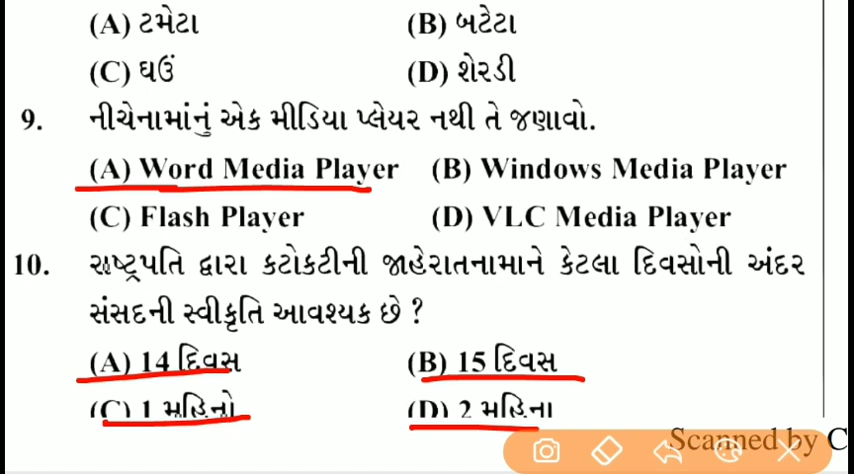 (A) ટમેટા (B) બટેટા
(C) ઘઉં (D) શેરડી
9. નીચેનામાંનું એક મીડિયા પ્લેયર નથી તે જણાવો.
(A) Word Media Player (B) Windows Media Player
(C) Flash Player (D) VLC Media Player
10. રાષ્ટ્રપતિ દ્વારા કટોકટીની જાહેરાતનામાને કેટલા દિવસોની અંદર
સંસદની સ્વીકૃતિ આવશ્યક છે ?
(A) 14 દિવસ (B) 15 દિવસ
(C) 1 મહિનો (D) 2 મહિના
Scanned by C